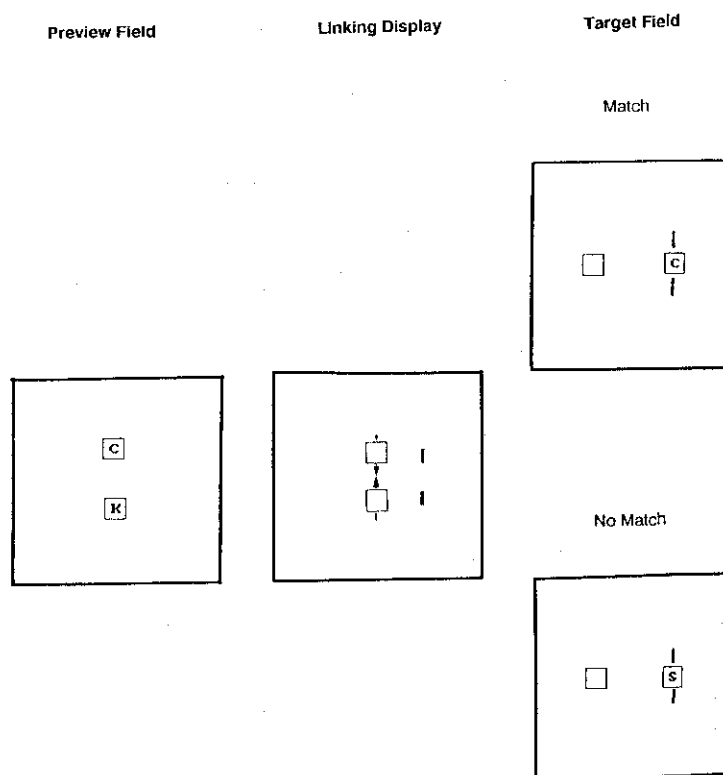 Preview Field
Linking Display
Target Field
Match
C
C
K
No Match
S